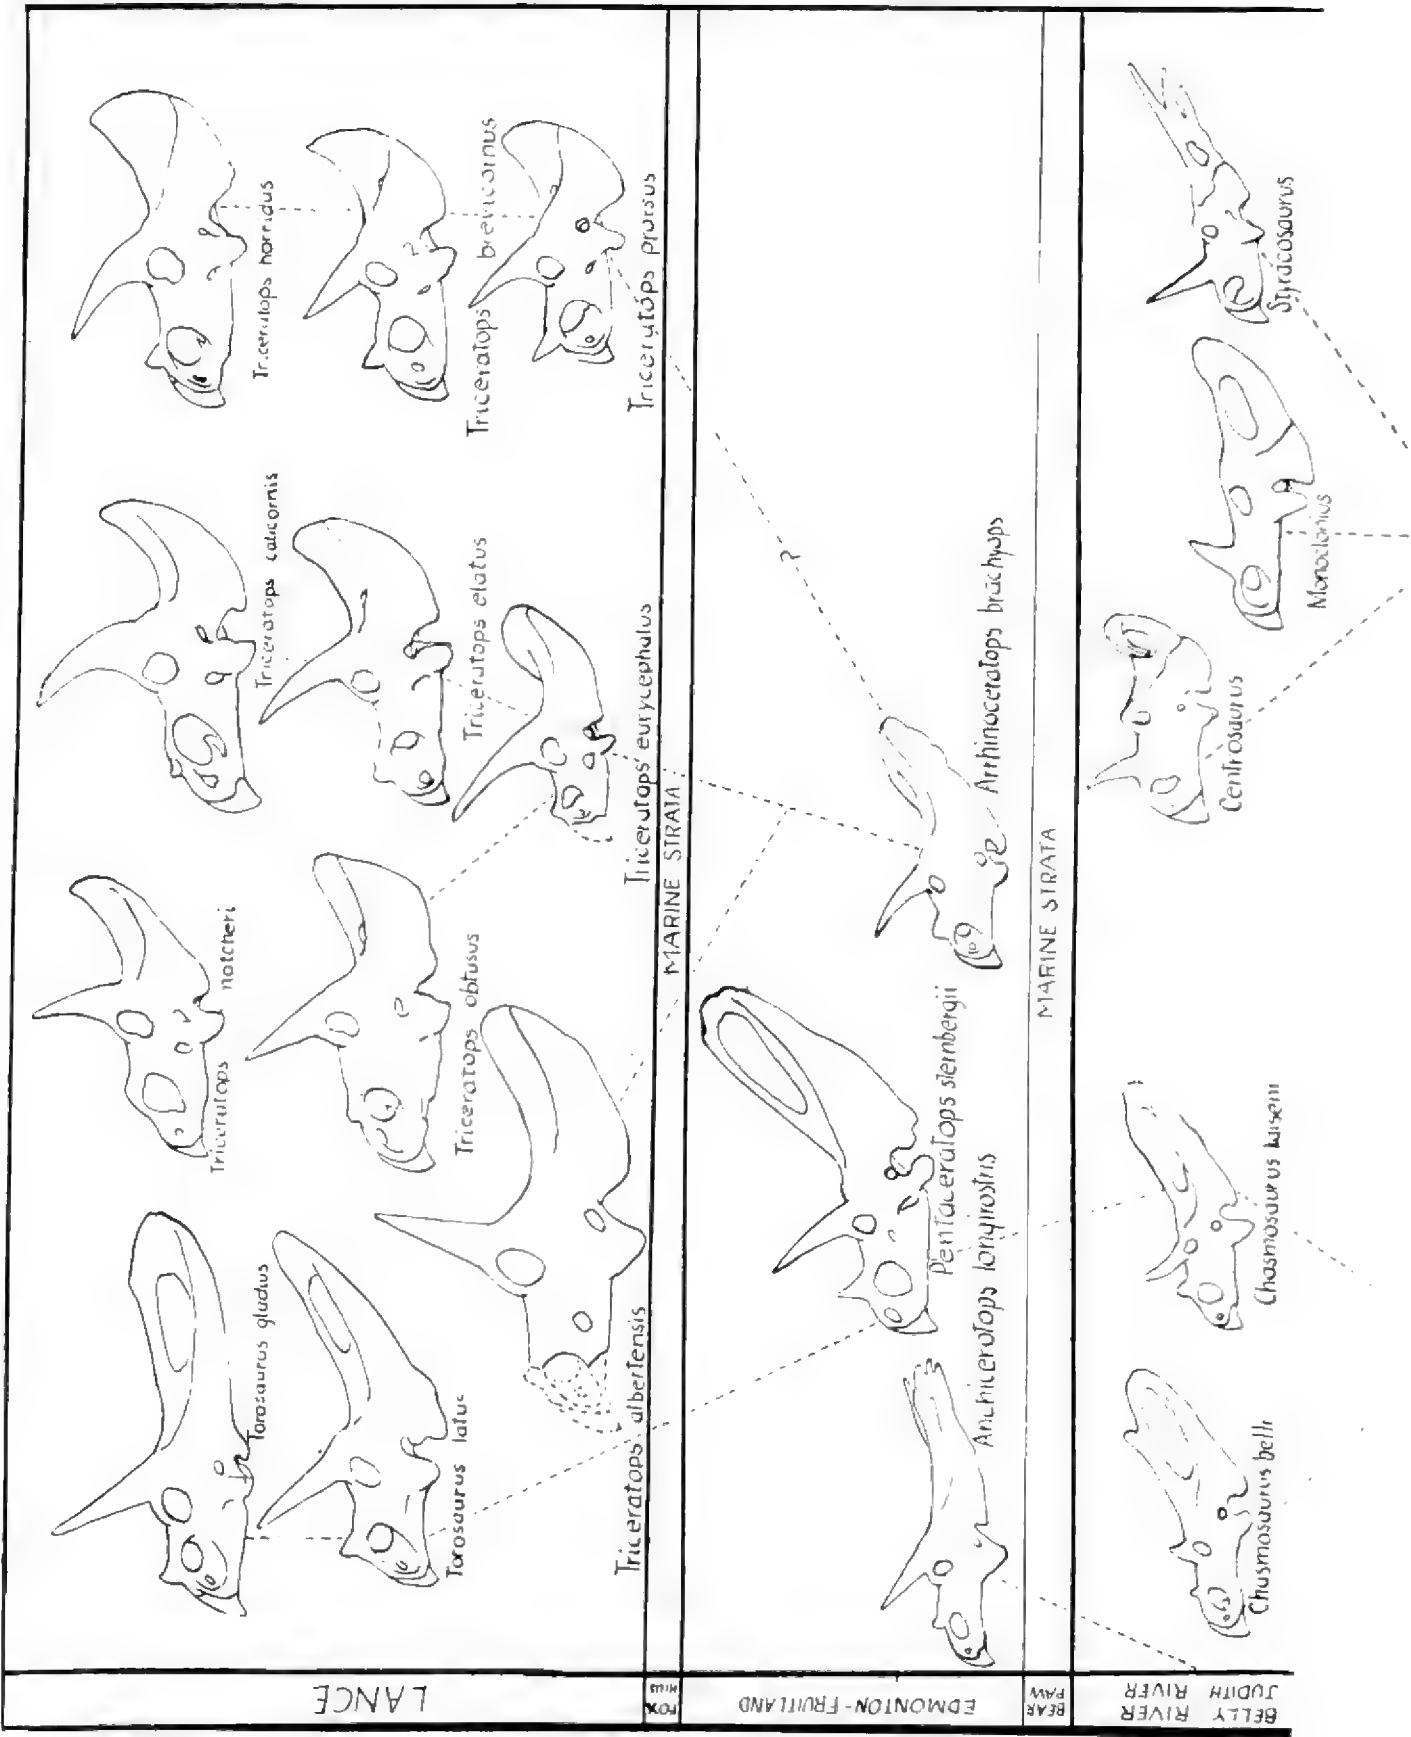 LANCE
FOX HILLS
EDMONTON-FRUITLAND
BEAR PAW
BELLY RIVER
JUDITH RIVER
Torosaurus gladius
Triceratops hatcheri
Triceratops calicornis
Triceratops horridus
Torosaurus latus
Triceratops obtusus
Triceratops elatus
Triceratops brevicornus
Triceratops albertensis
Triceratops eurycephalus
Triceratops prorsus
MARINE STRATA
?
Anchiceratops longirostris
Pentaceratops sternbergii
Arrhinoceratops brachyops
MARINE STRATA
Chasmosaurus belli
Chasmosaurus kaiseni
Centrosaurus
Monoclonius
Styracosaurus